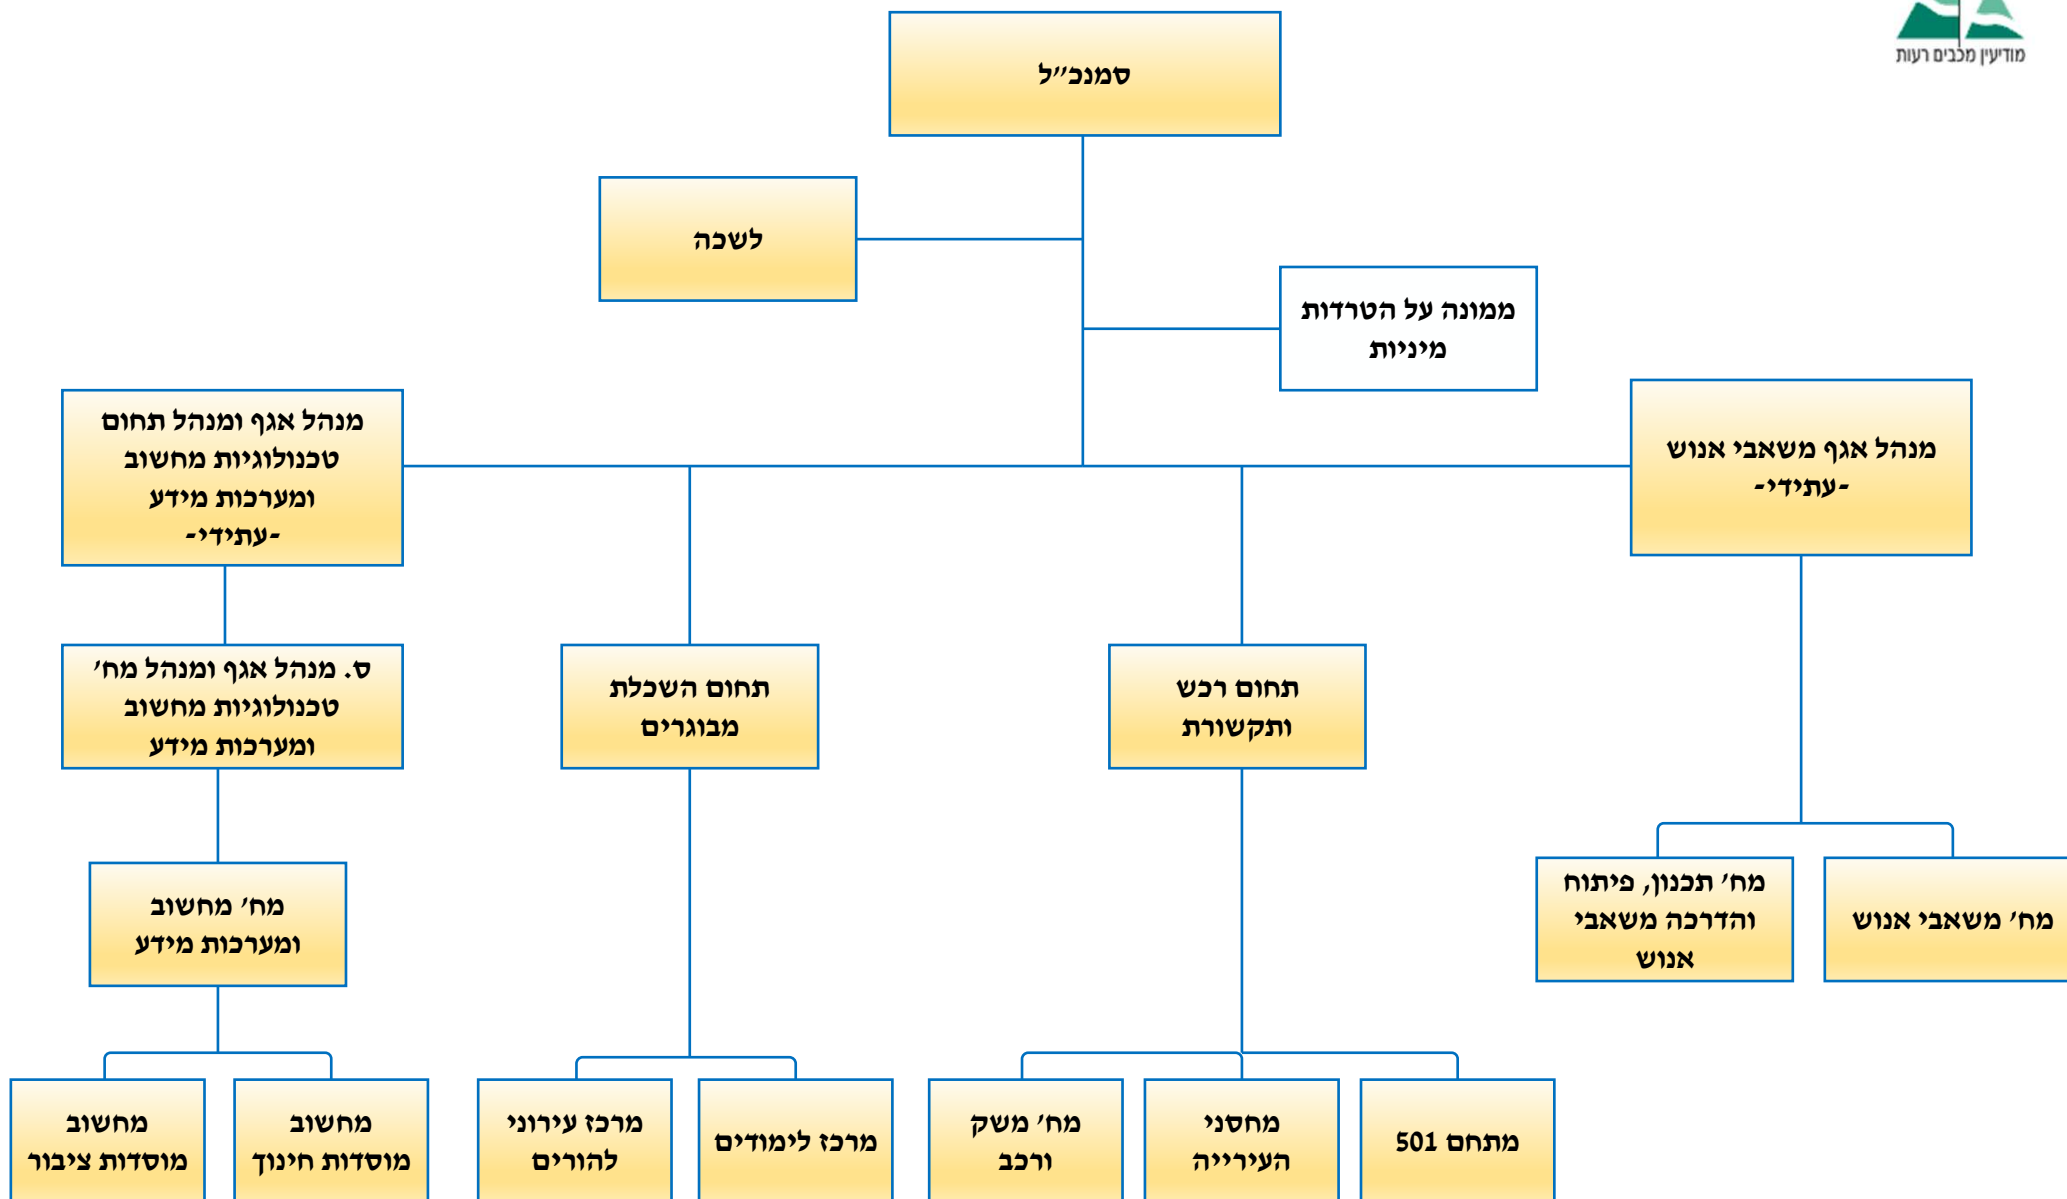 מודיעין מכבים רעות
סמנכ״ל
לשכה
ממונה על הטרדות
מיניות
מנהל אגף משאבי אנוש
-עתידי-
מנהל אגף ומנהל תחום
טכנולוגיות מחשוב
ומערכות מידע
-עתידי-
תחום רכש
ותקשורת
תחום השכלת
מבוגרים
ס. מנהל אגף ומנהל מח׳
טכנולוגיות מחשוב
ומערכות מידע
מח׳ משאבי אנוש
מח׳ תכנון, פיתוח
והדרכה משאבי
אנוש
מח׳ מחשוב
ומערכות מידע
מתחם 501
מחסני
העירייה
מח׳ משק
ורכב
מרכז לימודים
מרכז עירוני
להורים
מחשוב
מוסדות חינוך
מחשוב
מוסדות ציבור